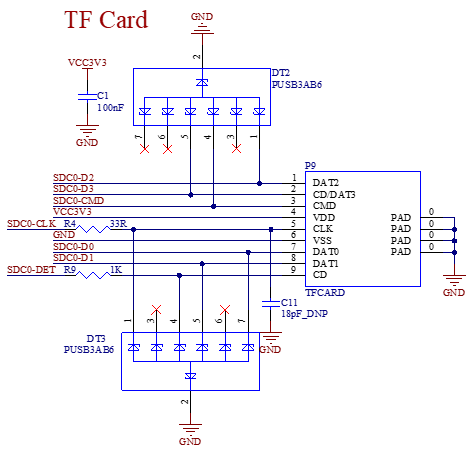 TF Card
GND
2
VCC3V3
DT2
PUSB3AB6
C1
100nF
GND
7 6 5 4 3 1
P9
SDC0-D2 1 DAT2
SDC0-D3 2 CD/DAT3
SDC0-CMD 3 CMD
VCC3V3 4 VDD PAD 0
SDC0-CLK R4 33R 5 CLK PAD 0
GND 6 VSS PAD 0
SDC0-D0 7 DAT0 PAD 0
SDC0-D1 8 DAT1
SDC0-DET R9 1K 9 CD
GND
TFCARD
C11
18pF_DNP
1 3 4 5 6 7
DT3
PUSB3AB6
GND
2
GND